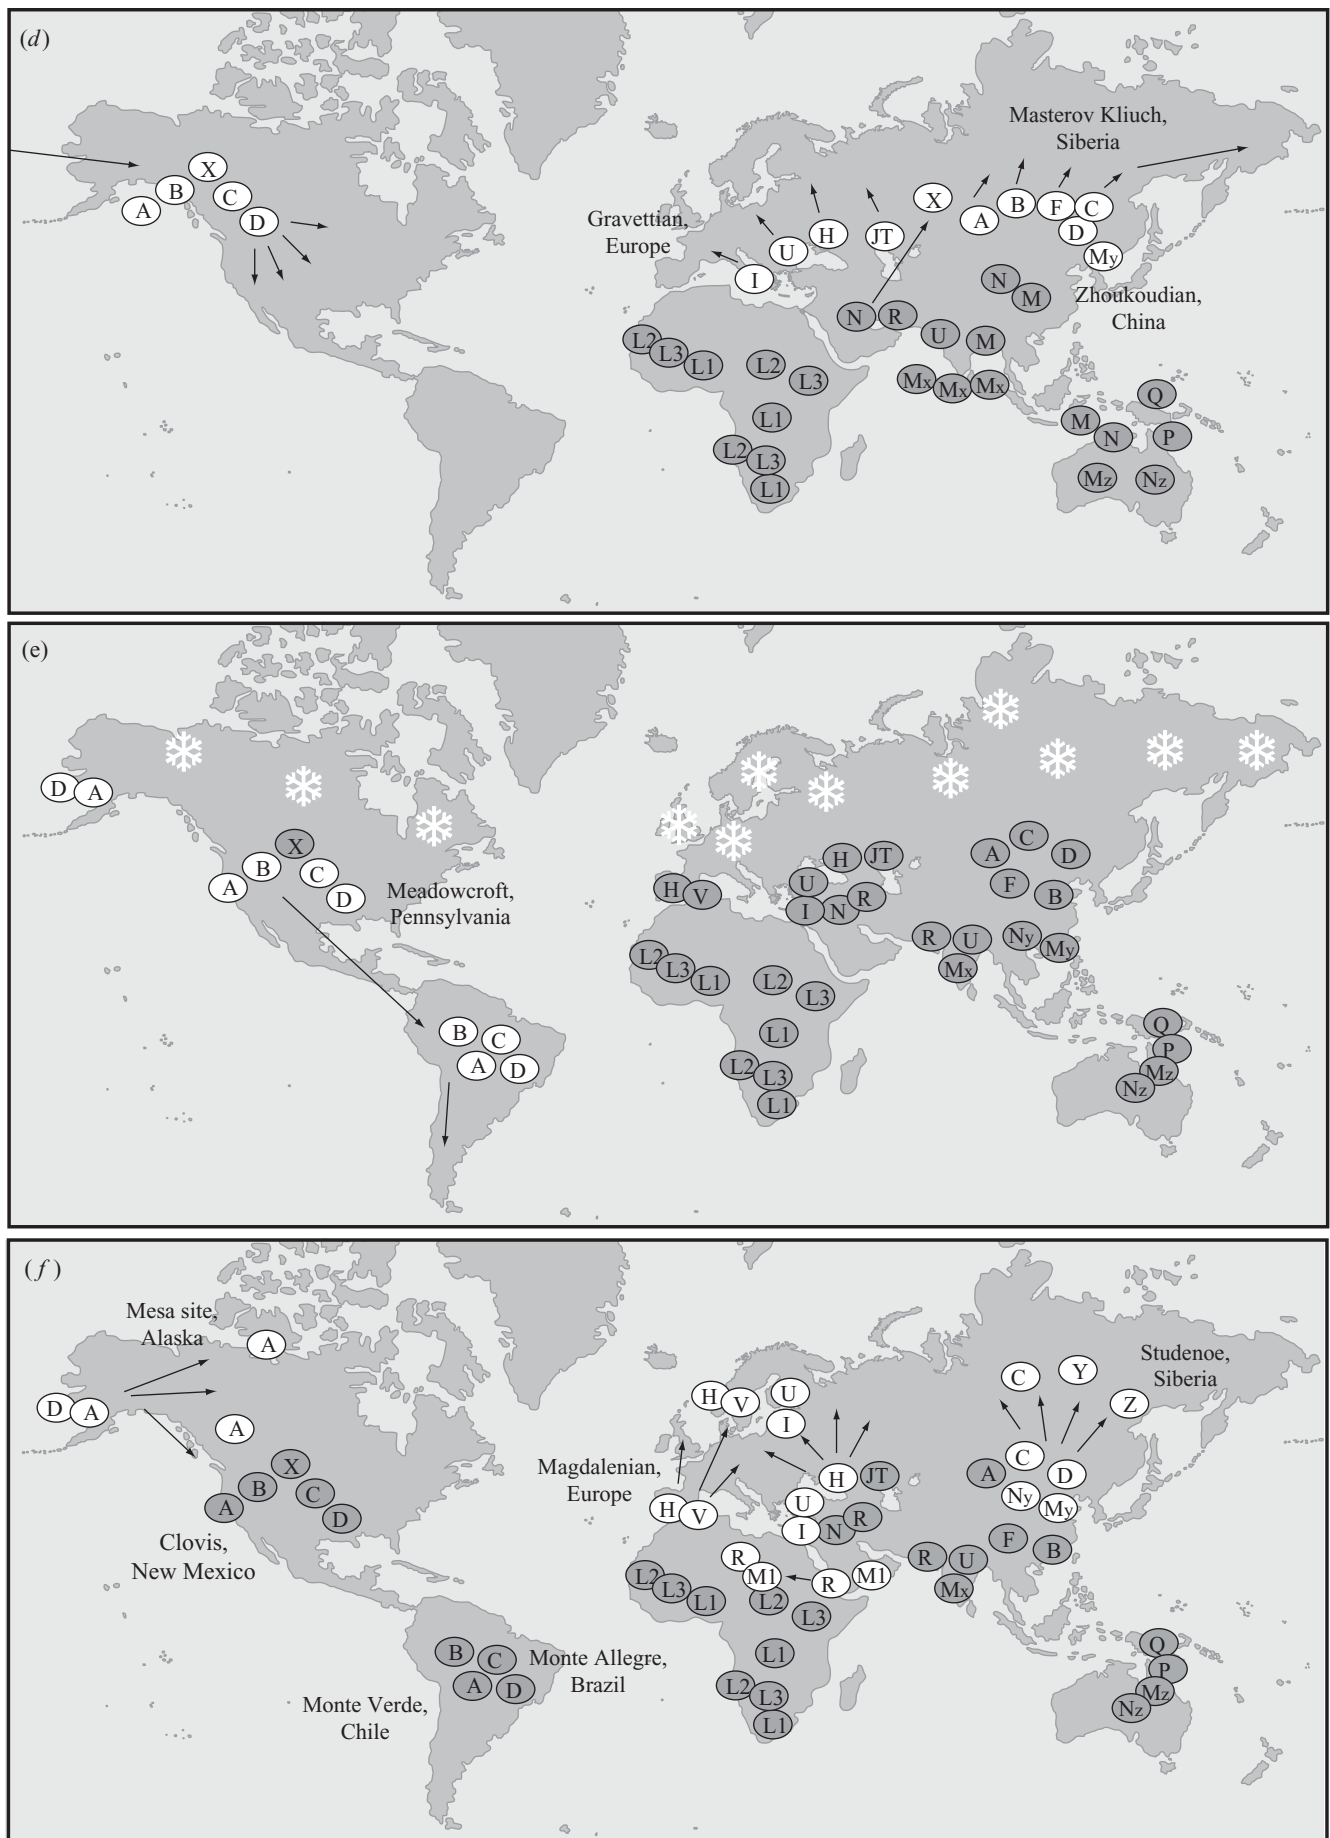 (d)
Masterov Kliuch,
Siberia
X
B
C
A
D
Gravettian,
Europe
X
A
B
F
C
D
My
H
JT
U
I
N
M
Zhoukoudian,
China
N
R
U
M
L2
L3
L1
L2
L3
Mx
Mx
Mx
Q
L1
M
N
P
L2
L3
L1
Mz
Nz
(e)
D
A
X
B
C
A
D
Meadowcroft,
Pennsylvania
H
JT
C
A
D
U
F
B
H
V
R
I
N
R
U
Ny
My
Mx
L2
L3
L1
L2
L3
Q
B
C
L1
P
A
D
L2
L3
L1
Mz
Nz
(f)
Mesa site,
Alaska
A
D
A
A
X
B
C
A
D
Clovis,
New Mexico
Studenoe,
Siberia
C
Y
Z
H
V
U
I
Magdalenian,
Europe
H
JT
C
A
D
Ny
My
H
V
U
I
N
R
F
B
R
U
Mx
R
M1
R
M1
L2
L3
L1
L2
L3
Q
B
C
Monte Allegre,
Brazil
L1
P
A
D
L2
L3
L1
Mz
Nz
Monte Verde,
Chile